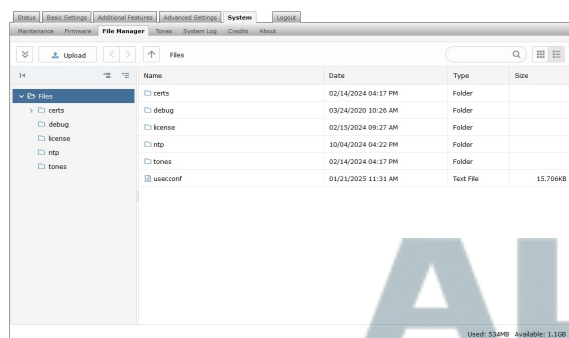 Status Basic Settings Additional Features Advanced Settings System Logout
Maintenance Firmware File Manager Tones System Log Credits About
Upload Files
Name Date Type Size
Files
certs
debug
license
ntp
tones
certs 02/14/2024 04:17 PM Folder
debug 03/24/2020 10:26 AM Folder
license 02/15/2024 09:27 AM Folder
ntp 10/04/2024 04:22 PM Folder
tones 02/14/2024 04:17 PM Folder
user.conf 01/21/2025 11:31 AM Text File 15.706KB
AL
Used: 534MB Available: 1.1GB